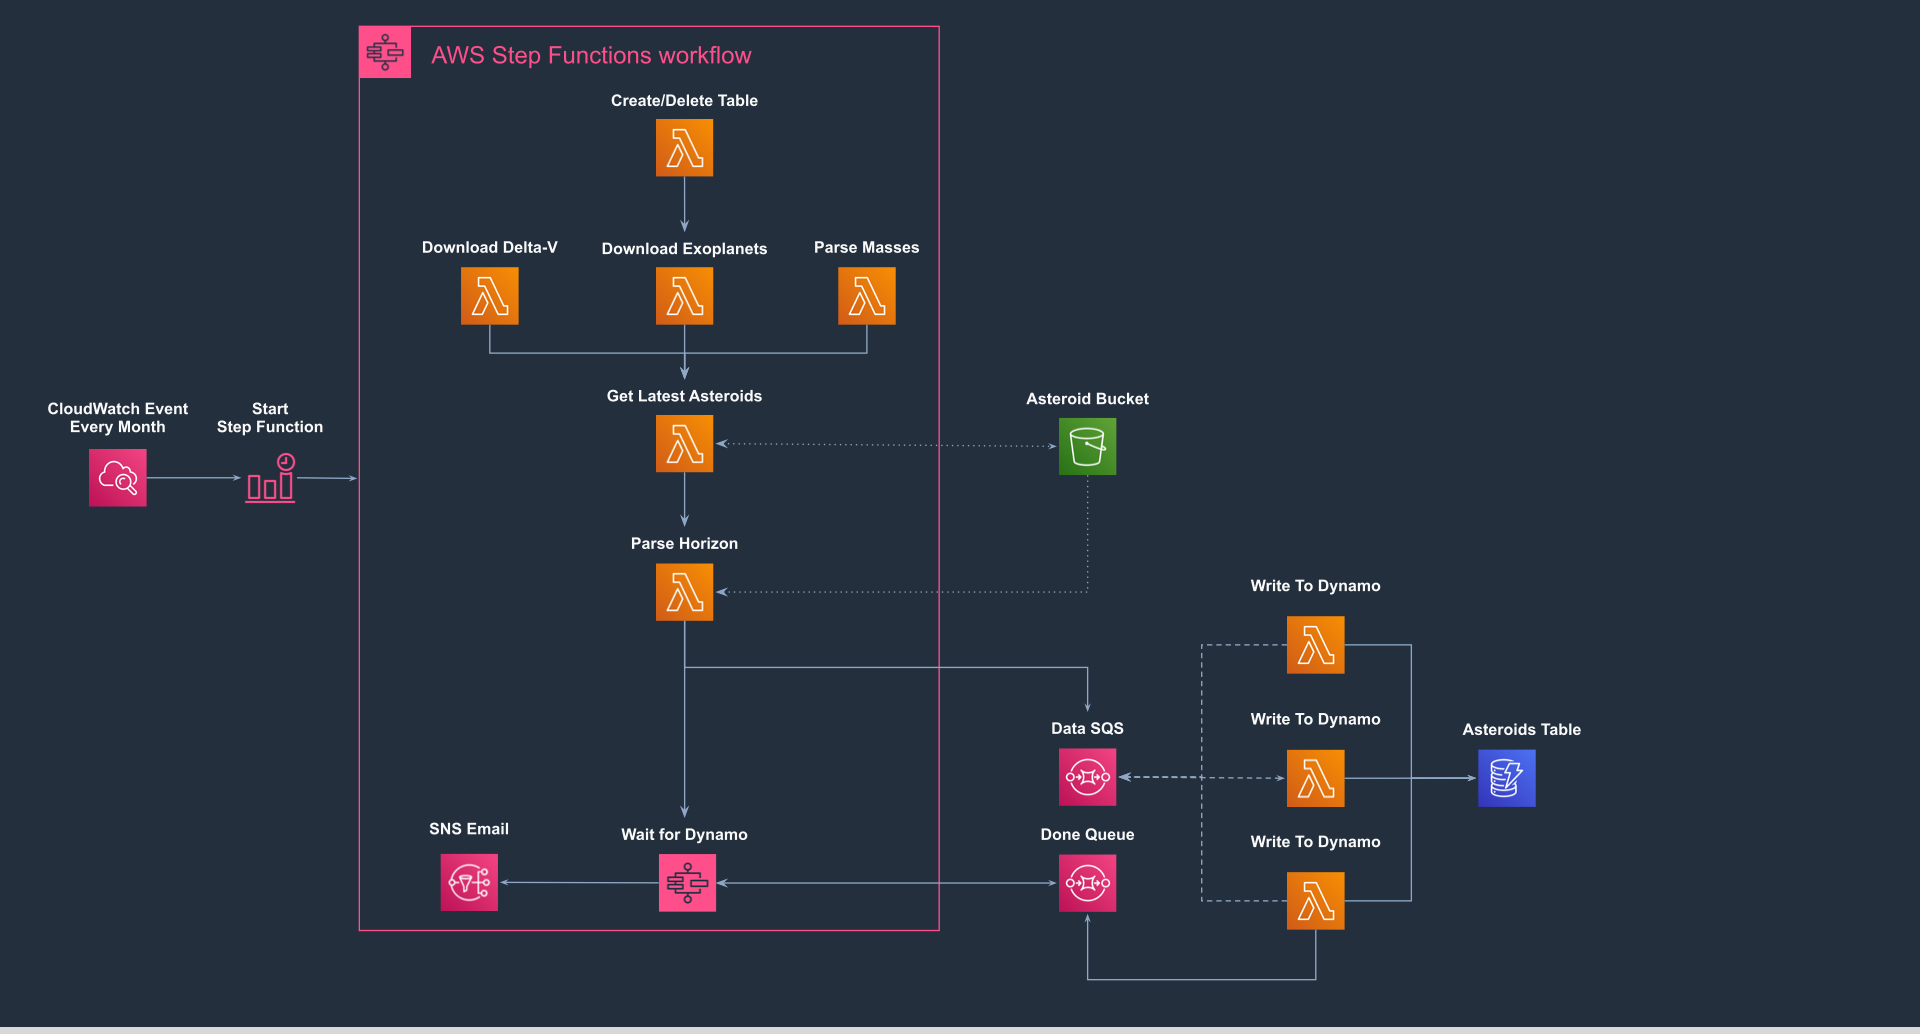 AWS Step Functions workflow
Create/Delete Table
Download Delta-V
Download Exoplanets
Parse Masses
Get Latest Asteroids
Asteroid Bucket
CloudWatch Event
Every Month
Start
Step Function
Parse Horizon
Write To Dynamo
Write To Dynamo
Data SQS
Asteroids Table
SNS Email
Wait for Dynamo
Done Queue
Write To Dynamo